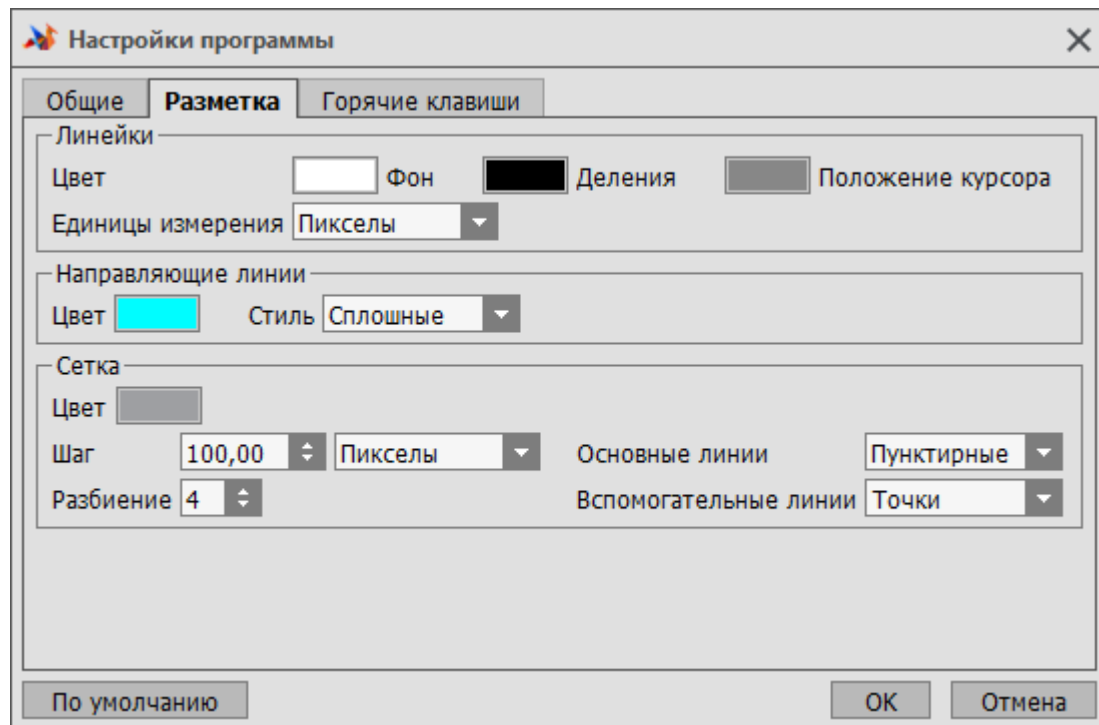 Настройки программы
Общие Разметка Горячие клавиши
Линейки
Цвет Фон Деления Положение курсора
Единицы измерения Пикселы
Направляющие линии
Цвет Стиль Сплошные
Сетка
Цвет
Шаг 100,00 Пикселы Основные линии Пунктирные
Разбиение 4 Вспомогательные линии Точки
По умолчанию ОК Отмена